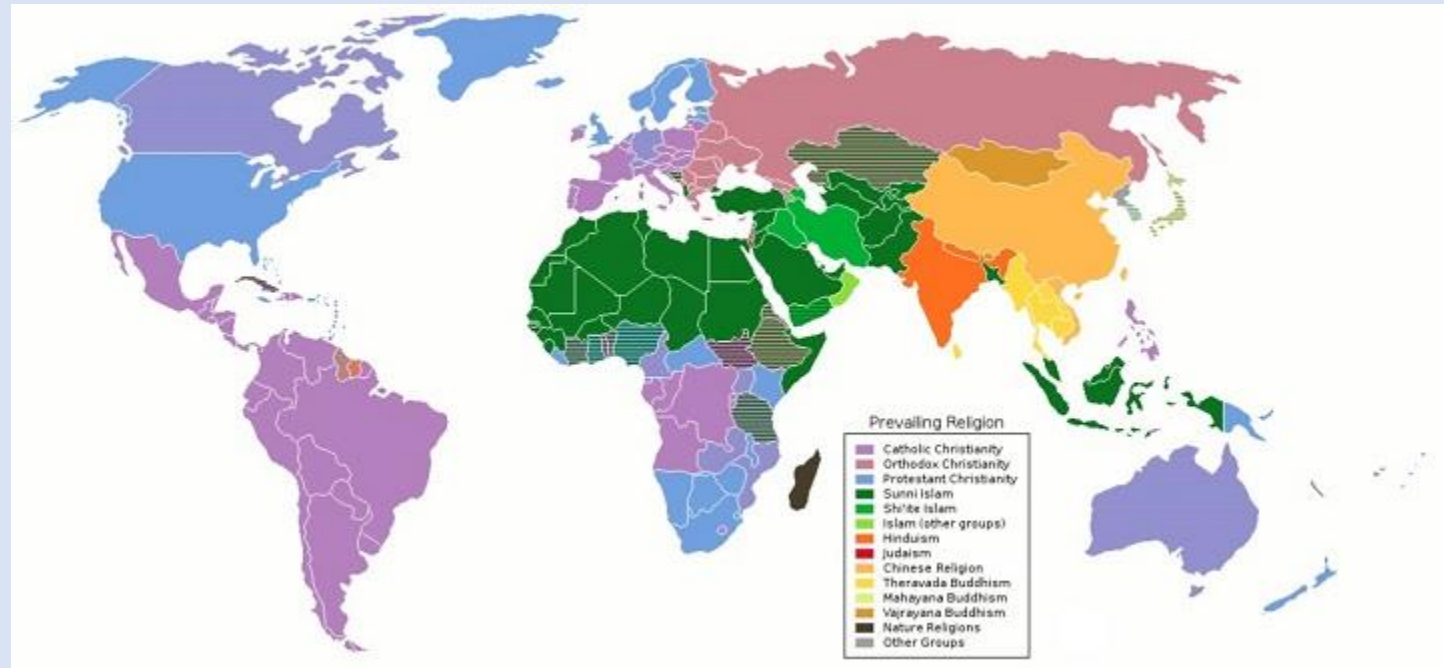 Prevailing Religion
Catholic Christianity
Orthodox Christianity
Protestant Christianity
Sunni Islam
Shi'ite Islam
Islam (other groups)
Hinduism
Judaism
Chinese Religion
Theravada Buddhism
Mahayana Buddhism
Vajrayana Buddhism
Nature Religions
Other Groups